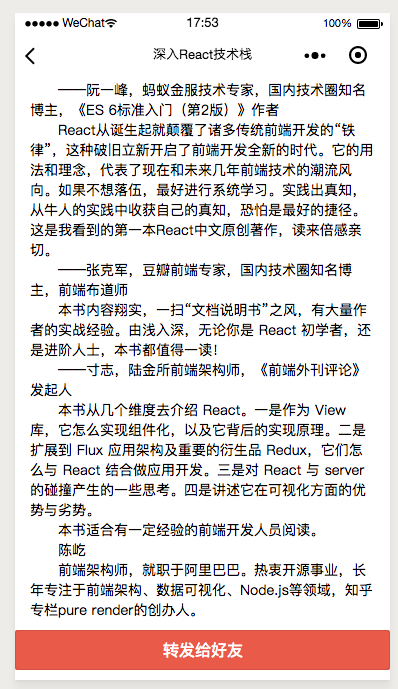 WeChat 17:53 100%
深入React技术栈
——阮一峰，蚂蚁金服技术专家，国内技术圈知名
博主，《ES 6标准入门（第2版）》作者
React从诞生起就颠覆了诸多传统前端开发的“铁
律”，这种破旧立新开启了前端开发全新的时代。它的用
法和理念，代表了现在和未来几年前端技术的潮流风
向。如果不想落伍，最好进行系统学习。实践出真知，
从牛人的实践中收获自己的真知，恐怕是最好的捷径。
这是我看到的第一本React中文原创著作，读来倍感亲
切。
——张克军，豆瓣前端专家，国内技术圈知名博
主，前端布道师
本书内容翔实，一扫“文档说明书”之风，有大量作
者的实战经验。由浅入深，无论你是 React 初学者，还
是进阶人士，本书都值得一读！
——寸志，陆金所前端架构师，《前端外刊评论》
发起人
本书从几个维度去介绍 React。一是作为 View
库，它怎么实现组件化，以及它背后的实现原理。二是
扩展到 Flux 应用架构及重要的衍生品 Redux，它们怎
么与 React 结合做应用开发。三是对 React 与 server
的碰撞产生的一些思考。四是讲述它在可视化方面的优
势与劣势。
本书适合有一定经验的前端开发人员阅读。
陈屹
前端架构师，就职于阿里巴巴。热衷开源事业，长
年专注于前端架构、数据可视化、Node.js等领域，知乎
专栏pure render的创办人。
转发给好友